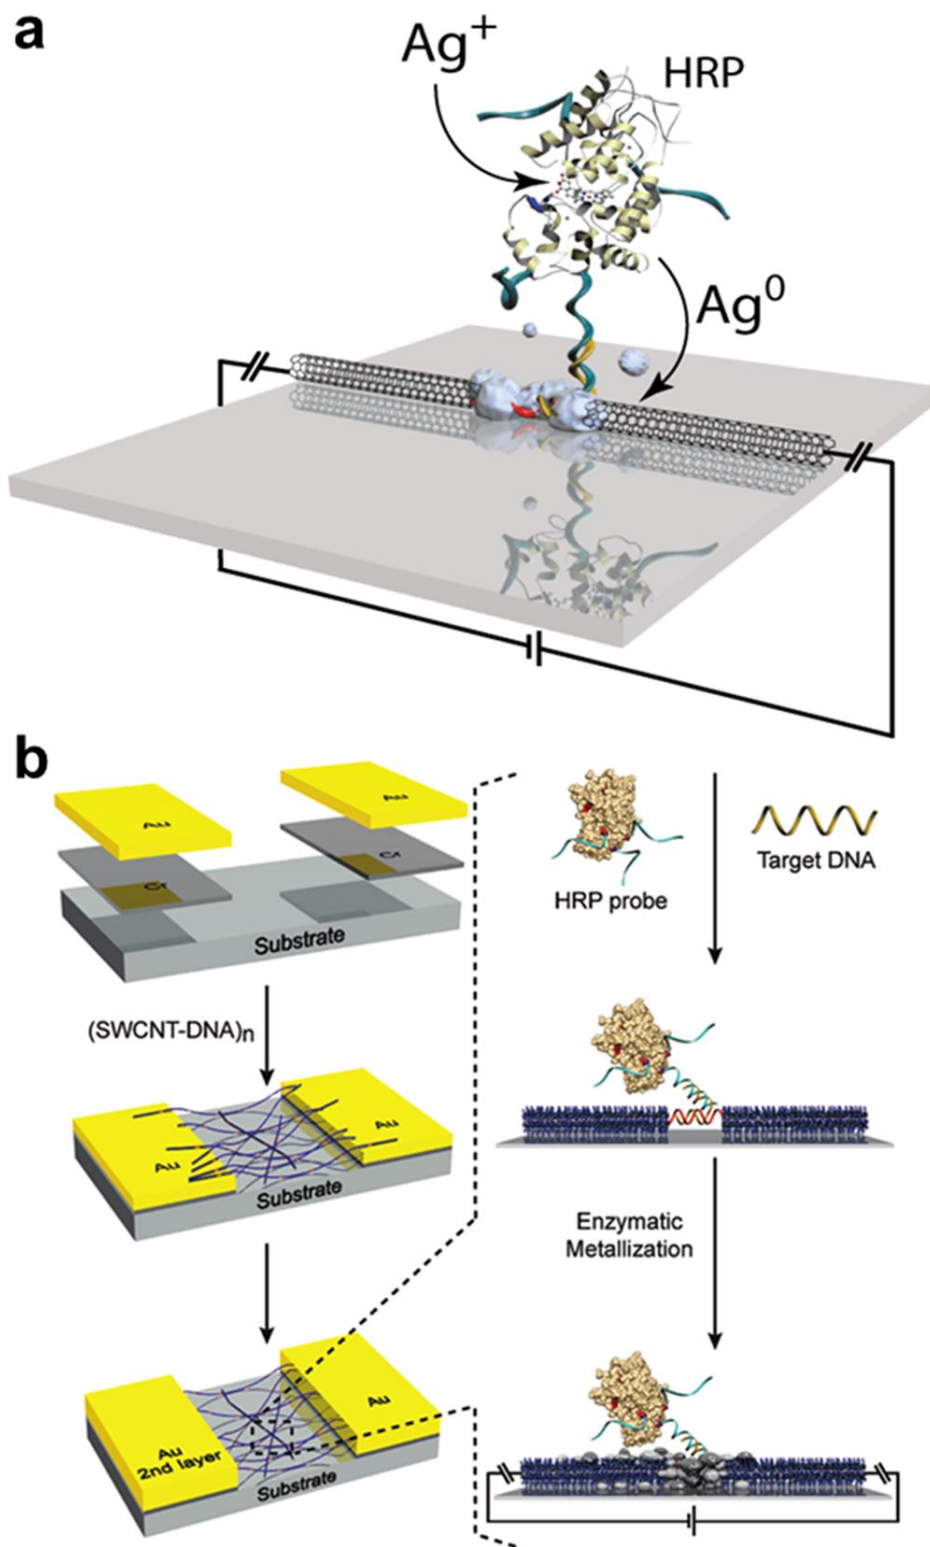 a
Ag⁺
HRP
Ag⁰
b
Au
Au
Cr
Cr
Substrate
(SWCNT-DNA)n
Au
Au
Substrate
Au
Au
2nd layer
Substrate
HRP probe
Target DNA
Enzymatic
Metallization